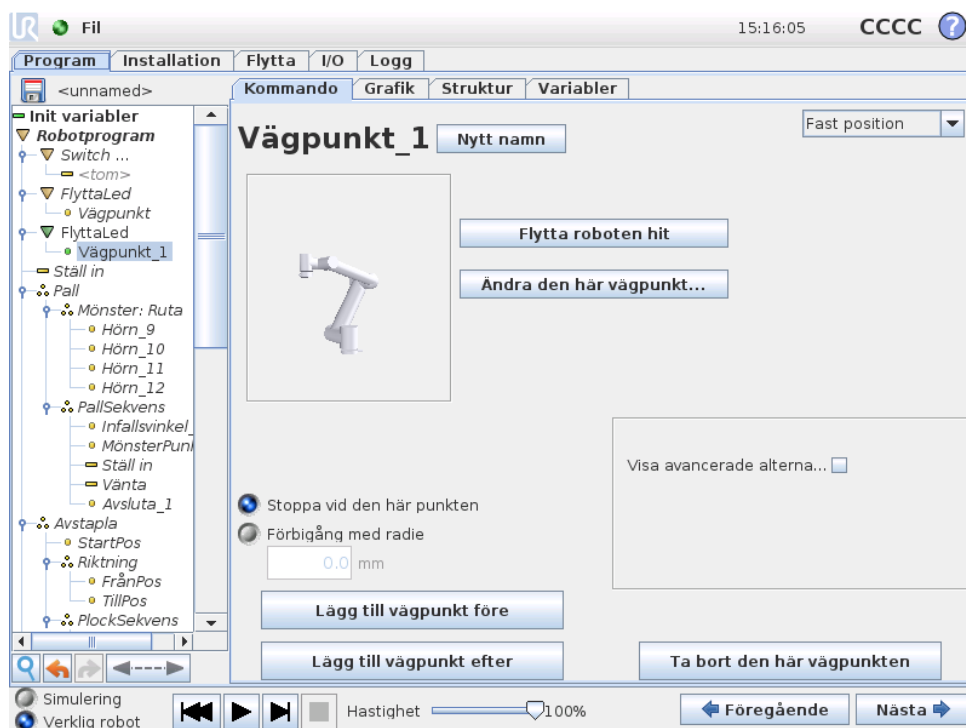 UR Fil 15:16:05 CCCC ?
Program Installation Flytta I/O Logg
<unnamed>
Kommando Grafik Struktur Variabler
Init variabler
Robotprogram
Switch ...
<tom>
FlyttaLed
Vägpunkt
FlyttaLed
Vägpunkt_1
Ställ in
Pall
Mönster: Ruta
Hörn_9
Hörn_10
Hörn_11
Hörn_12
PallSekvens
Infallsvinkel_
MönsterPunl
Ställ in
Vänta
Avsluta_1
Avstapla
StartPos
Riktning
FrånPos
TillPos
PlockSekvens
Vägpunkt_1 Nytt namn
Fast position
Flytta roboten hit
Ändra den här vägpunkt...
Visa avancerade alterna...
Stoppa vid den här punkten
Förbigång med radie
0.0 mm
Lägg till vägpunkt före
Lägg till vägpunkt efter
Ta bort den här vägpunkten
Simulering
Verklig robot
Hastighet 100%
Föregående
Nästa